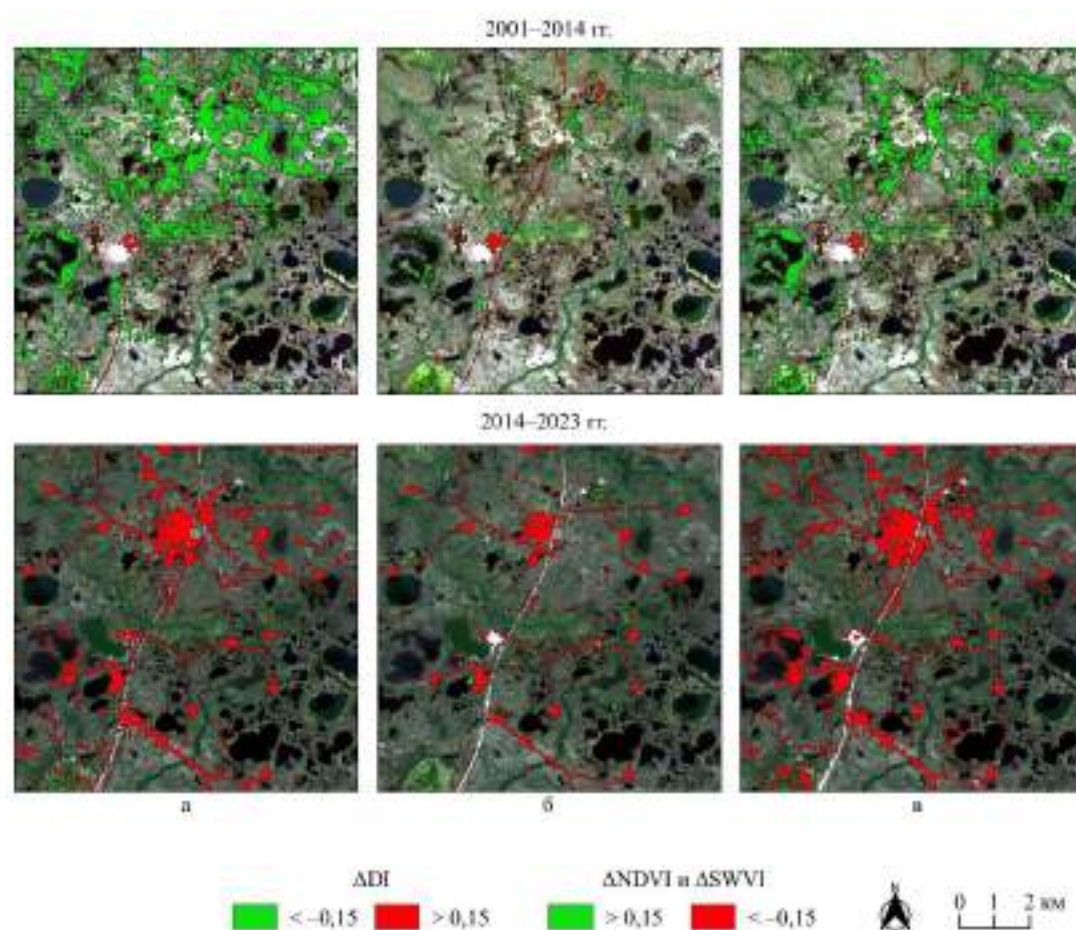 2001–2014 гг.
2014–2023 гг.
а
б
в
ΔDI
ΔNDVI и ΔSWVI
< –0,15
> 0,15
> 0,15
< –0,15
N
0 1 2 км